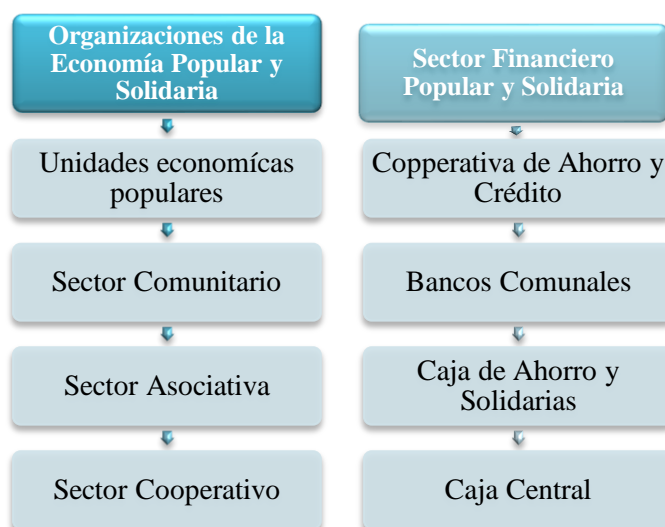 Organizaciones de la
Economía Popular y
Solidaria
Unidades economícas
populares
Sector Comunitario
Sector Asociativa
Sector Cooperativo
Sector Financiero
Popular y Solidaria
Copperativa de Ahorro y
Crédito
Bancos Comunales
Caja de Ahorro y
Solidarias
Caja Central